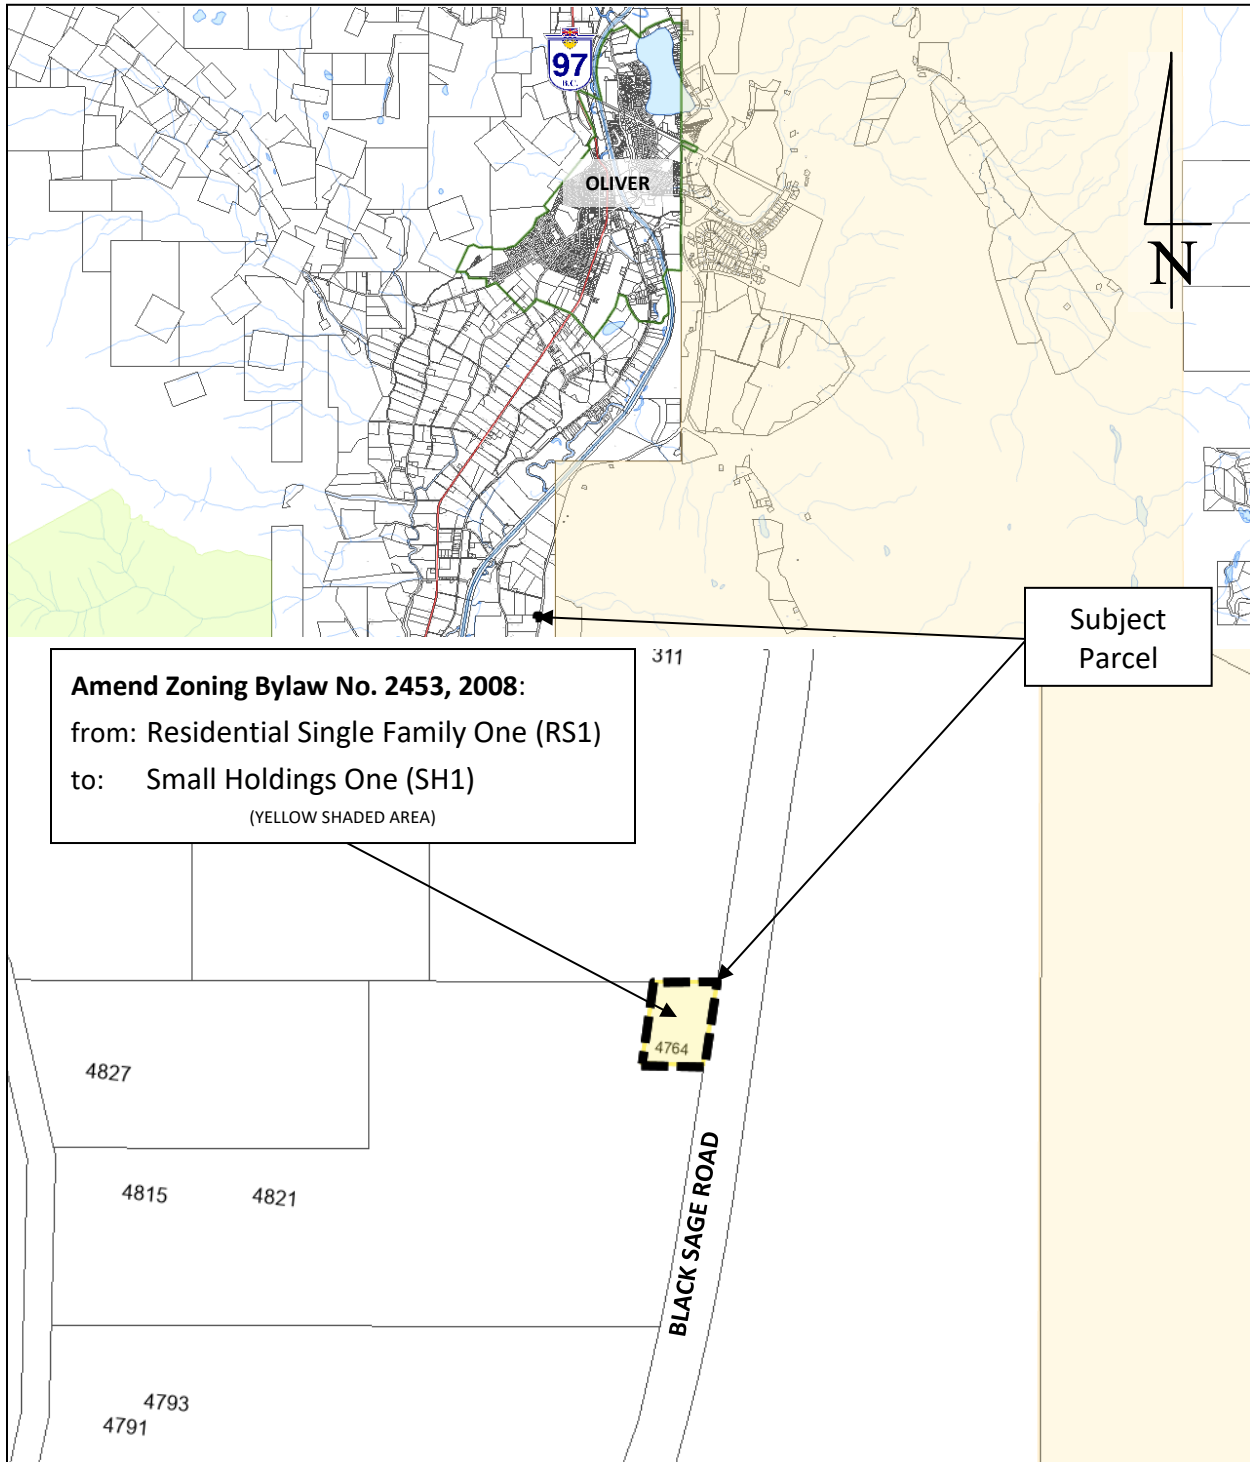 97
B.C.
OLIVER
N
Subject
Parcel
311
Amend Zoning Bylaw No. 2453, 2008:
from: Residential Single Family One (RS1)
to: Small Holdings One (SH1)
(YELLOW SHADED AREA)
4764
4827
4815
4821
BLACK SAGE ROAD
4793
4791